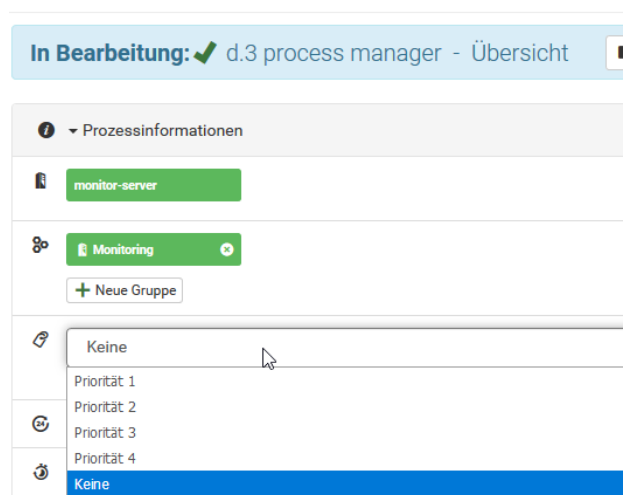 In Bearbeitung: d.3 process manager - Übersicht
Prozessinformationen
monitor-server
Monitoring
Neue Gruppe
Keine
Priorität 1
Priorität 2
Priorität 3
24
Priorität 4
Keine